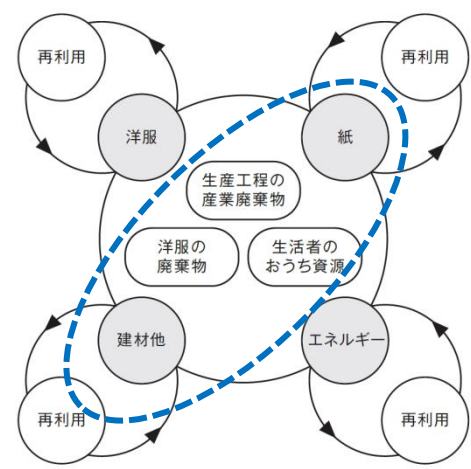 再利用
再利用
洋服
紙
生産工程の
産業廃棄物
洋服の
廃棄物
生活者の
おうち資源
建材他
エネルギー
再利用
再利用